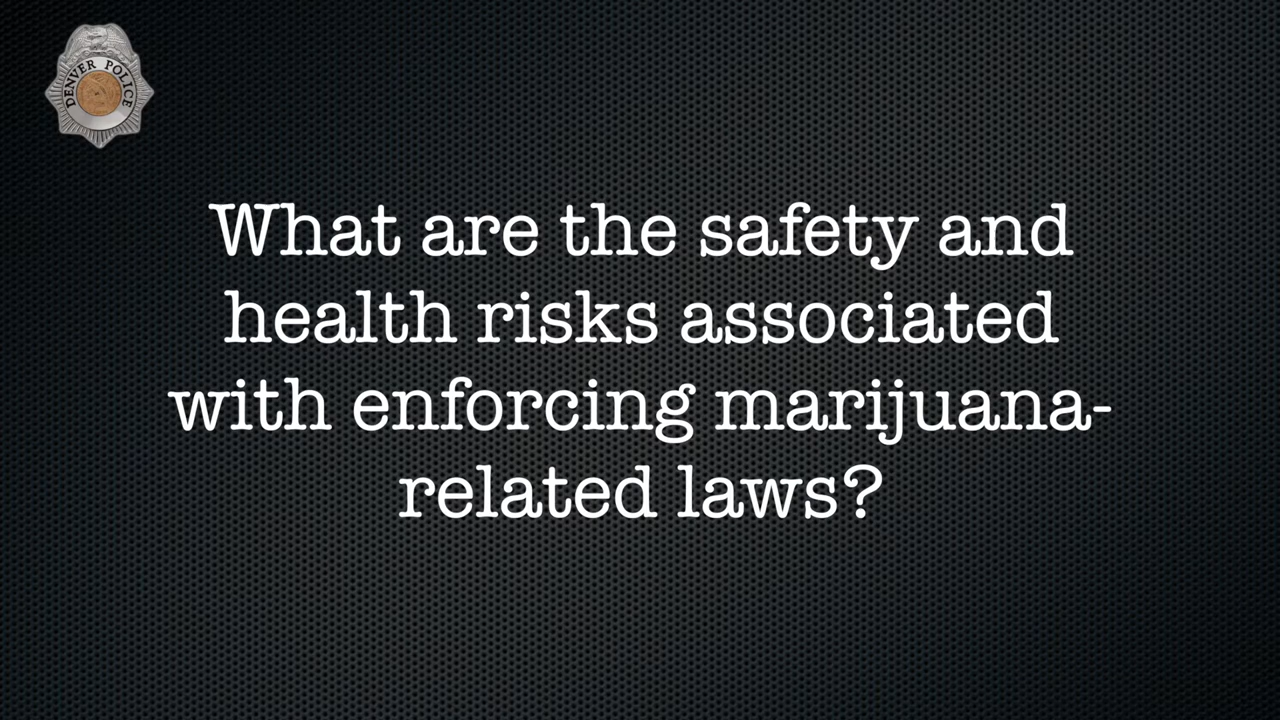 DENVER POLICE
What are the safety and
health risks associated
with enforcing marijuana-
related laws?